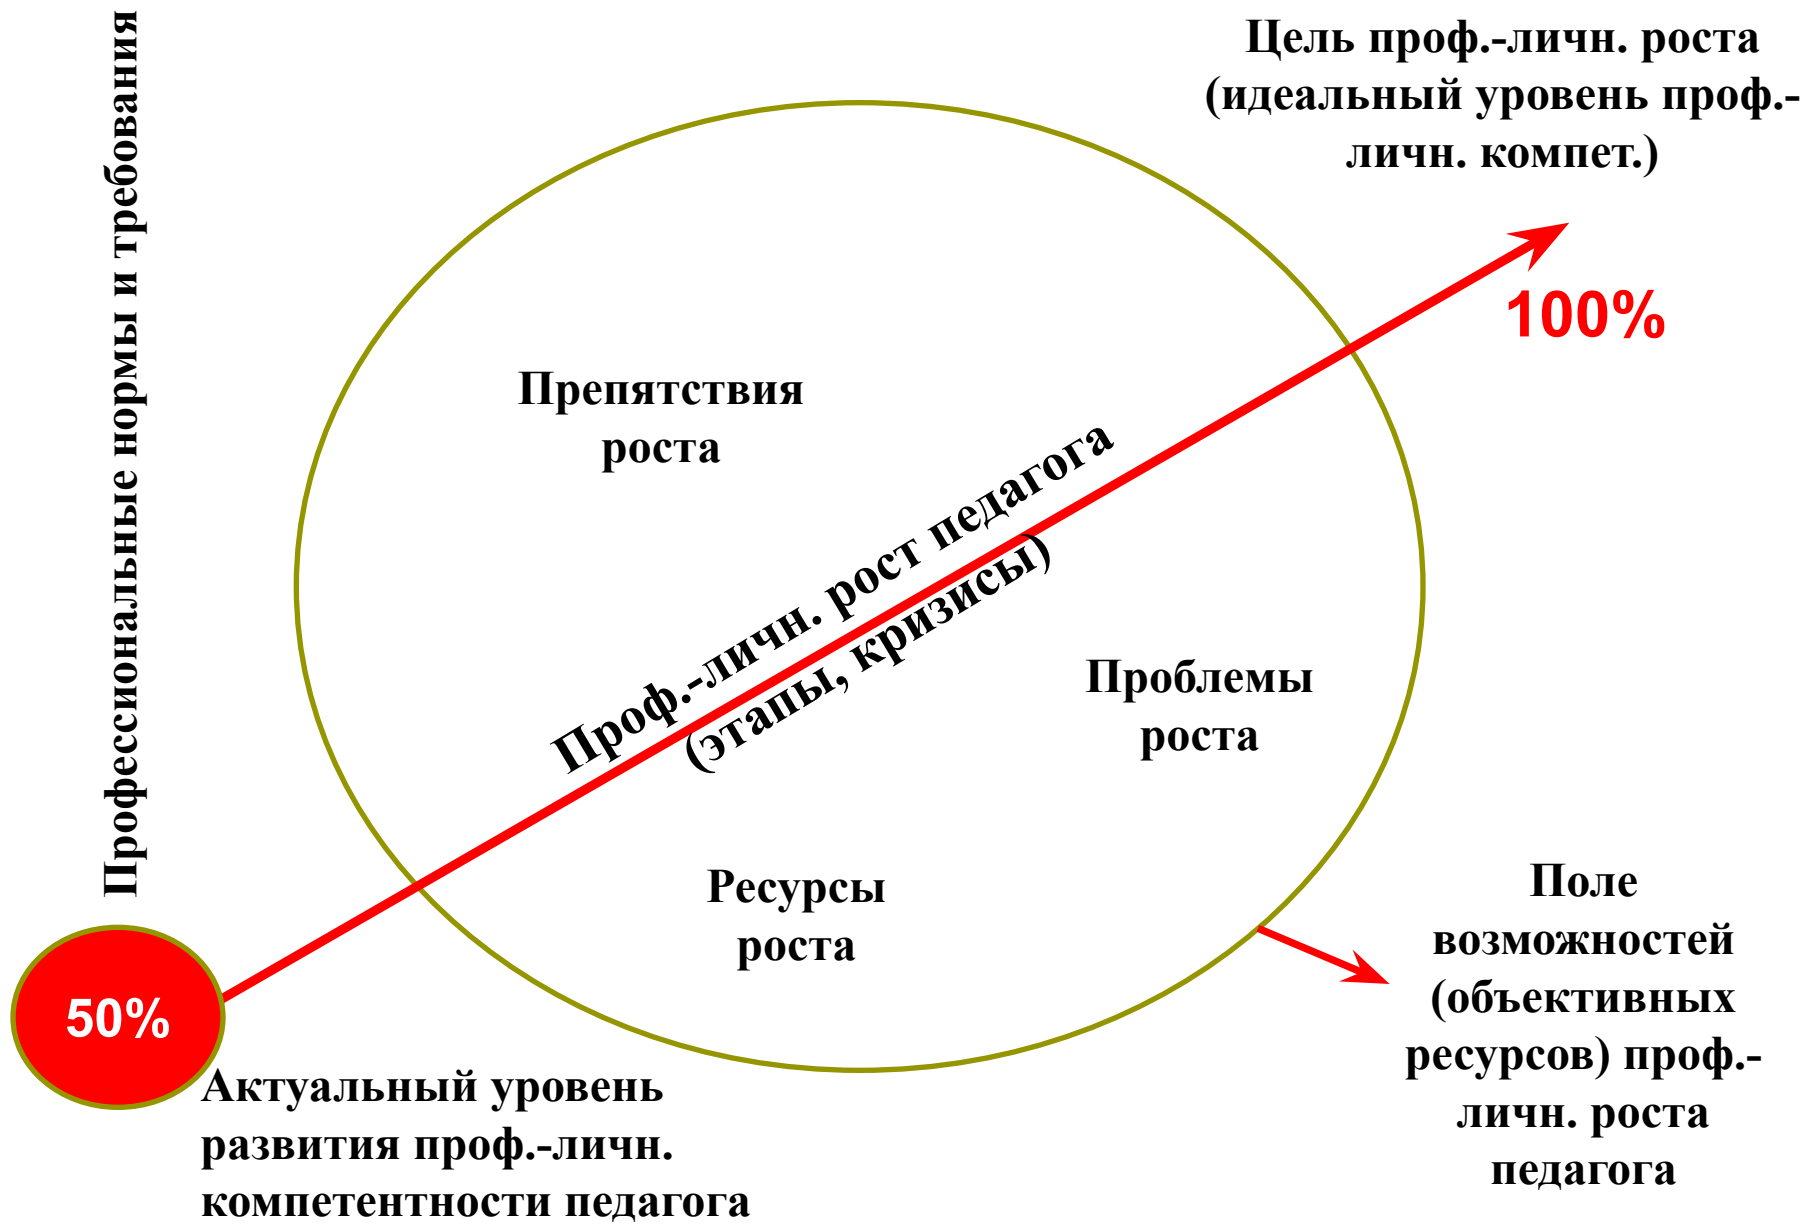 Профессиональные нормы и требования
Цель проф.-личн. роста
(идеальный уровень проф.-
личн. компет.)
100%
Препятствия
роста
Проф.-личн. рост педагога
(этапы, кризисы)
Проблемы
роста
Ресурсы
роста
Поле
возможностей
(объективных
ресурсов) проф.-
личн. роста
педагога
50%
Актуальный уровень
развития проф.-личн.
компетентности педагога